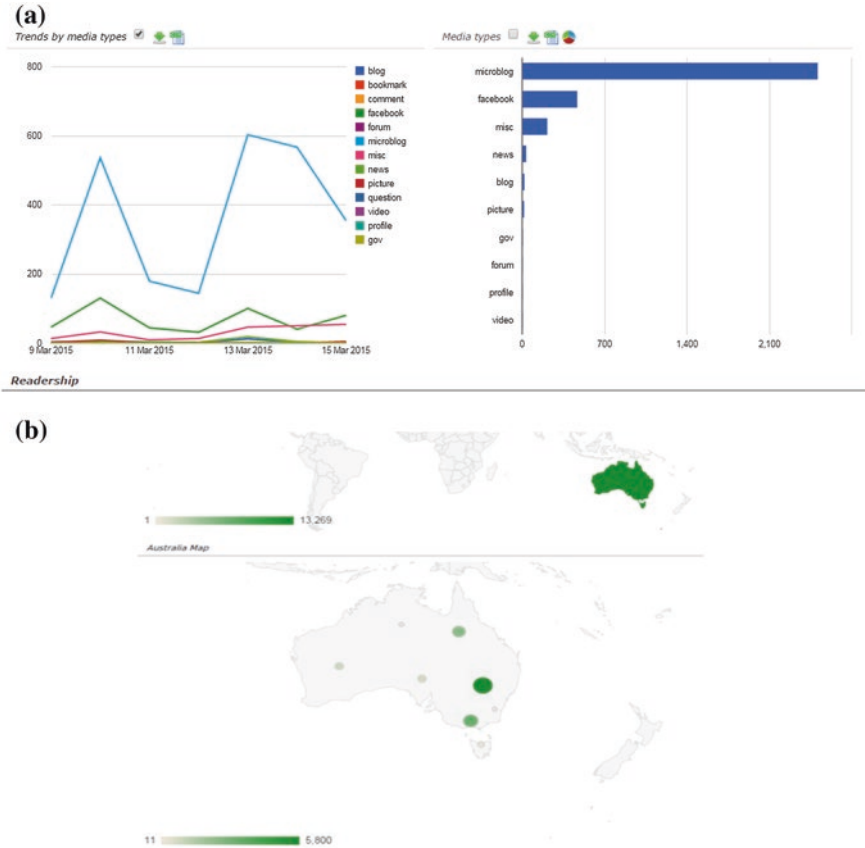 (a)
Trends by media types
800
600
400
200
0
9 Mar 2015
11 Mar 2015
13 Mar 2015
15 Mar 2015
blog
bookmark
comment
facebook
forum
microblog
misc
news
picture
question
video
profile
gov
Media types
microblog
facebook
misc
news
blog
picture
gov
forum
profile
video
0
700
1,400
2,100
Readership
(b)
1
13,269
Australia Map
11
5,800